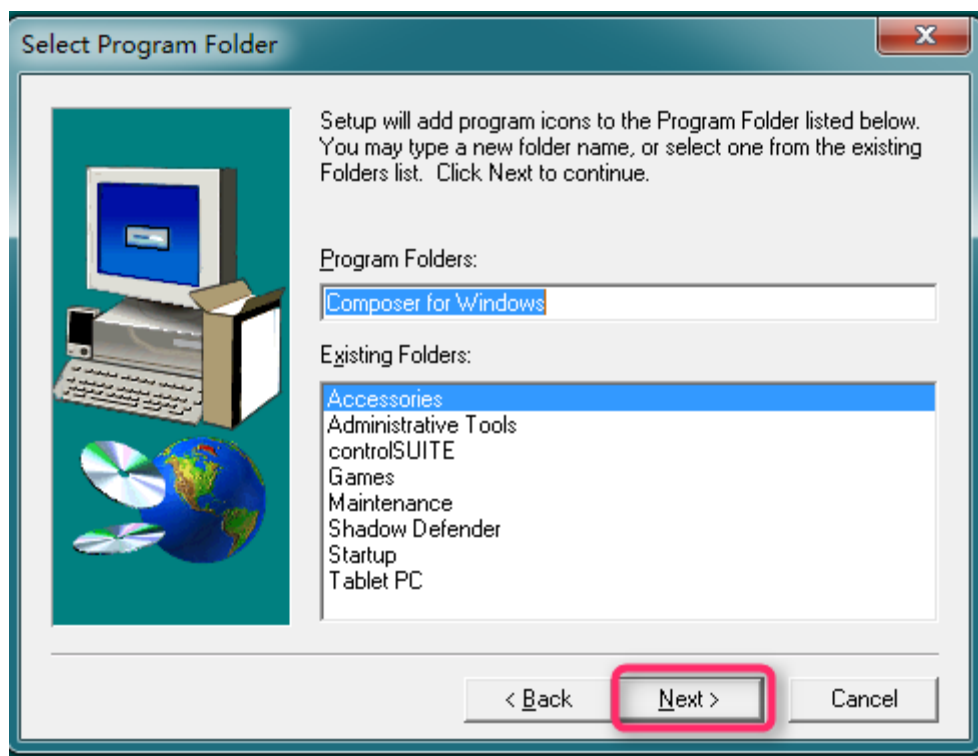 Select Program Folder
Setup will add program icons to the Program Folder listed below.
You may type a new folder name, or select one from the existing
Folders list.  Click Next to continue.
Program Folders:
Composer for Windows
Existing Folders:
Accessories
Administrative Tools
controlSUITE
Games
Maintenance
Shadow Defender
Startup
Tablet PC
< Back
Next >
Cancel